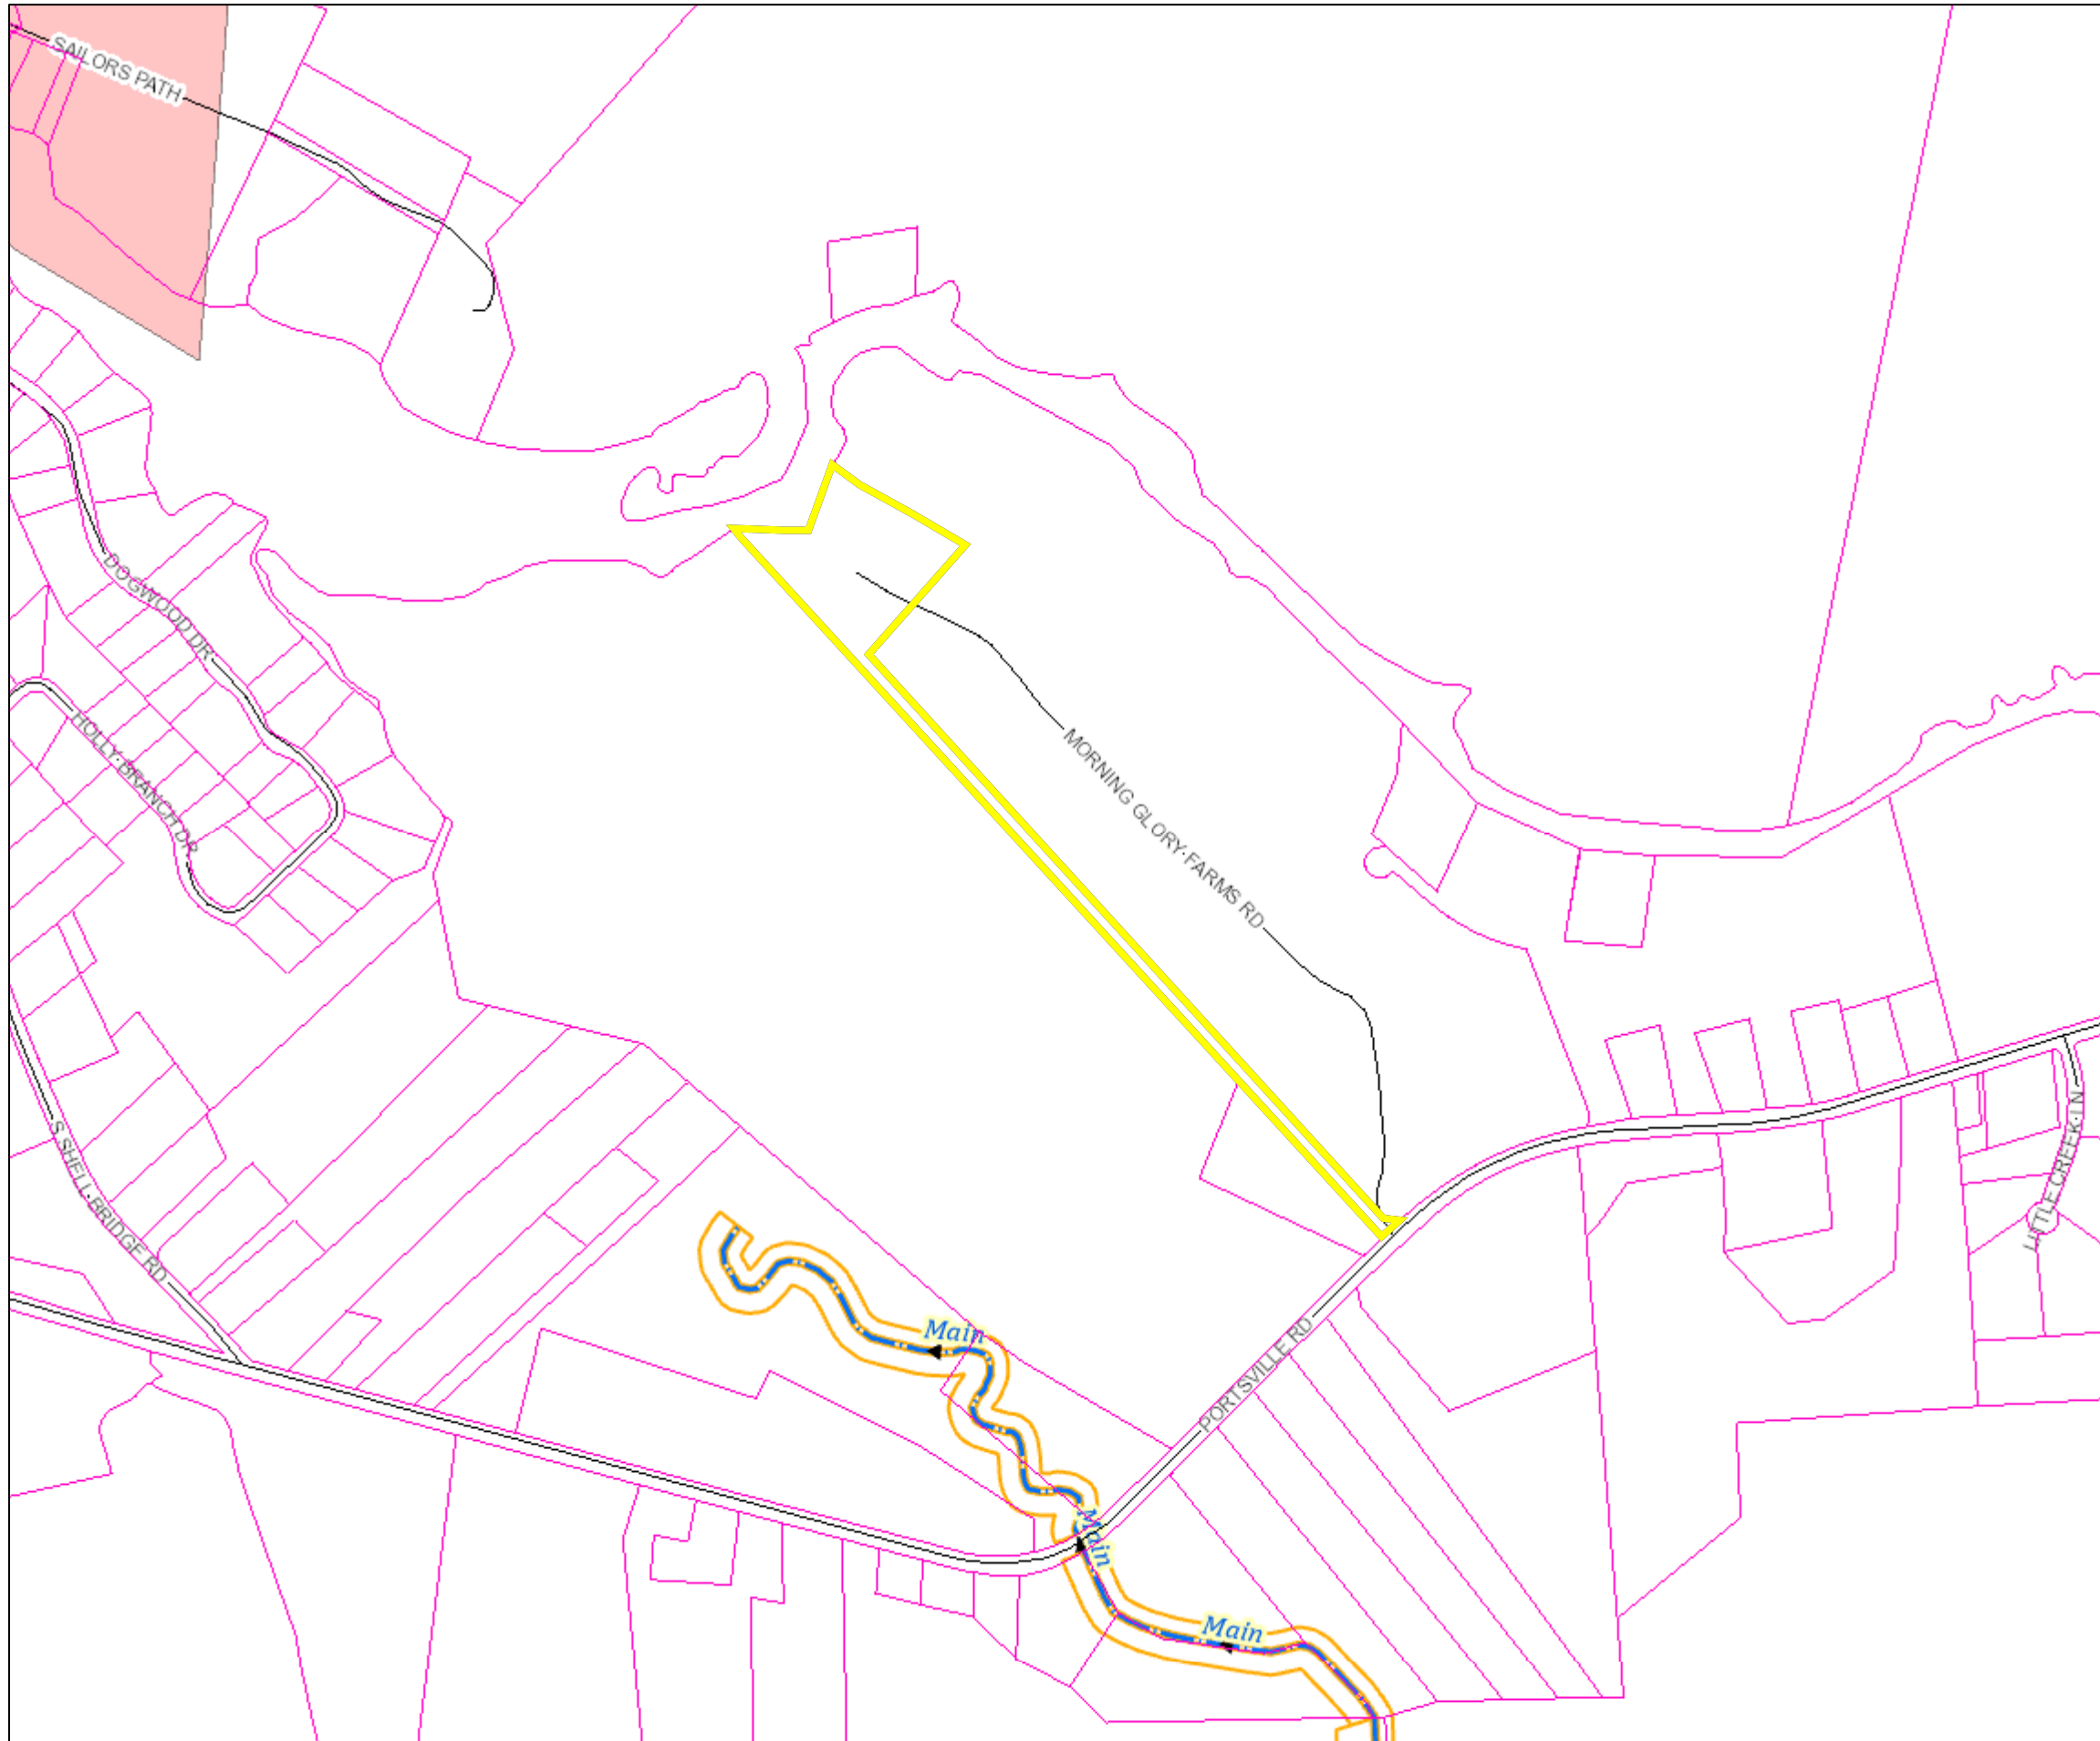 SAILORS PATH
DOGWOOD DR
HOLLY BRANCH DR
MORNING GLORY FARMS RD
S SHELL BRIDGE RD
LITTLE CREEK LN
Main
PORTSVILLE RD
Main
Main